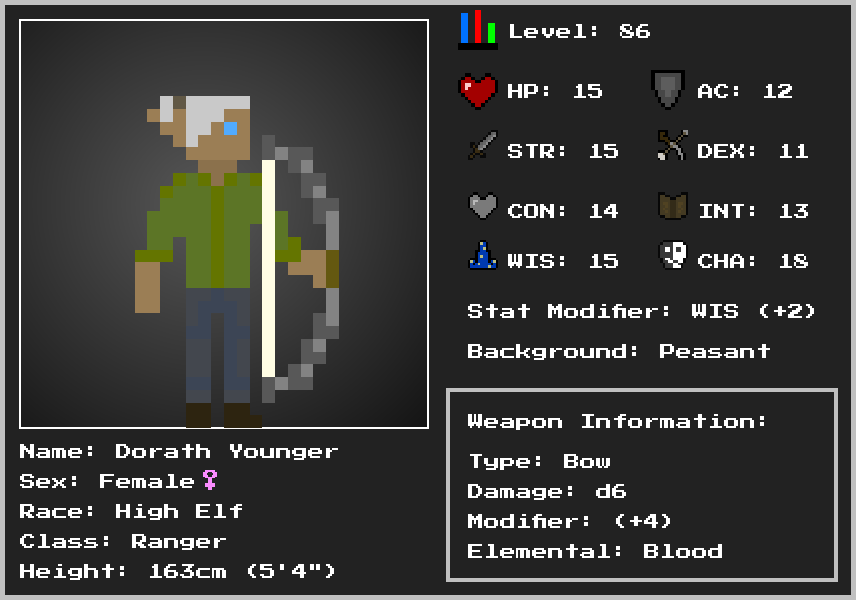 Level: 86
HP: 15
AC: 12
STR: 15
DEX: 11
CON: 14
INT: 13
WIS: 15
CHA: 18
Stat Modifier: WIS (+2)
Background: Peasant
Weapon Information:
Type: Bow
Damage: d6
Modifier: (+4)
Elemental: Blood
Name: Dorath Younger
Sex: Female♀
Race: High Elf
Class: Ranger
Height: 163cm (5'4")